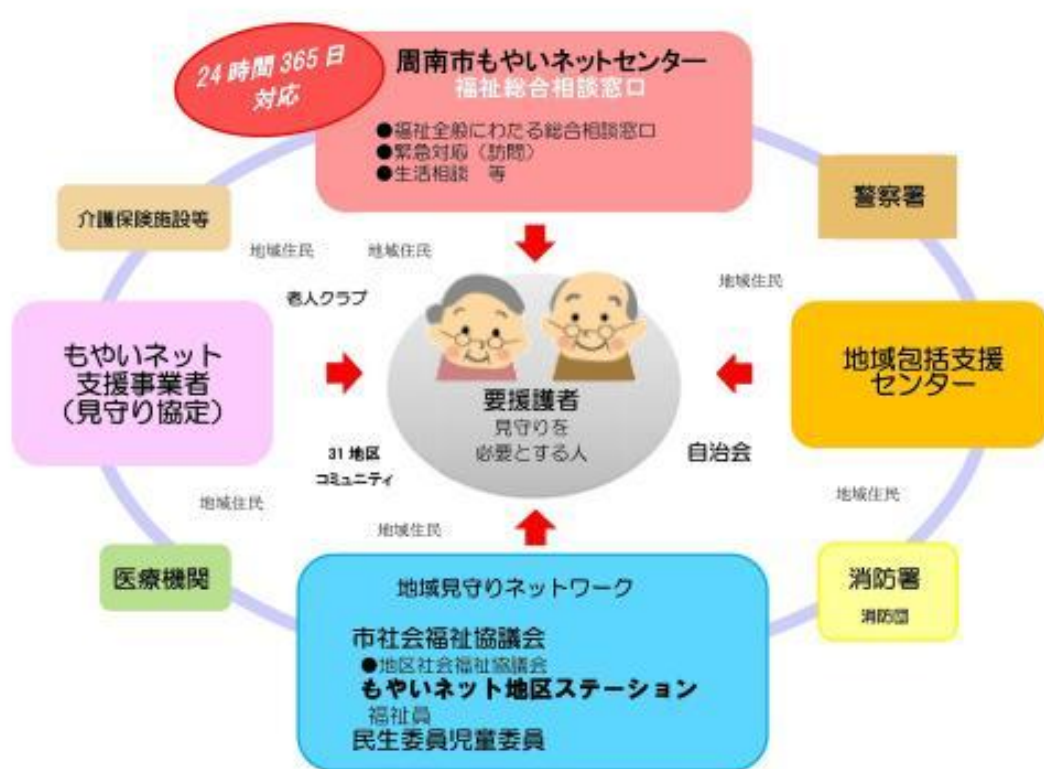 24時間365日
対応
周南市もやいネットセンター
福祉総合相談窓口
●福祉全般にわたる総合相談窓口
●緊急対応(訪問)
●生活相談 等
介護保険施設等
警察署
地域住民
地域住民
地域住民
老人クラブ
もやいネット
支援事業者
(見守り協定)
要援護者
見守りを
必要とする人
地域包括支援
センター
31地区
コミュニティ
自治会
地域住民
地域住民
地域住民
医療機関
消防署
消防団
地域見守りネットワーク
市社会福祉協議会
●地区社会福祉協議会
もやいネット地区ステーション
福祉員
民生委員児童委員